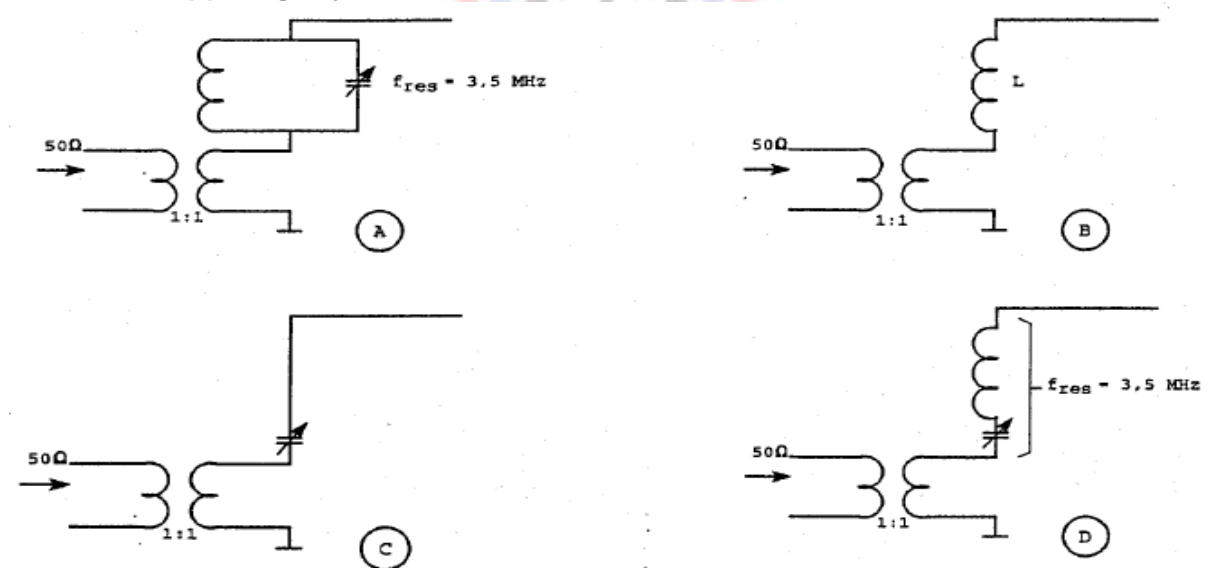 f_res = 3,5 MHz
50Ω
1:1
A
L
50Ω
1:1
B
50Ω
1:1
C
f_res = 3,5 MHz
50Ω
1:1
D